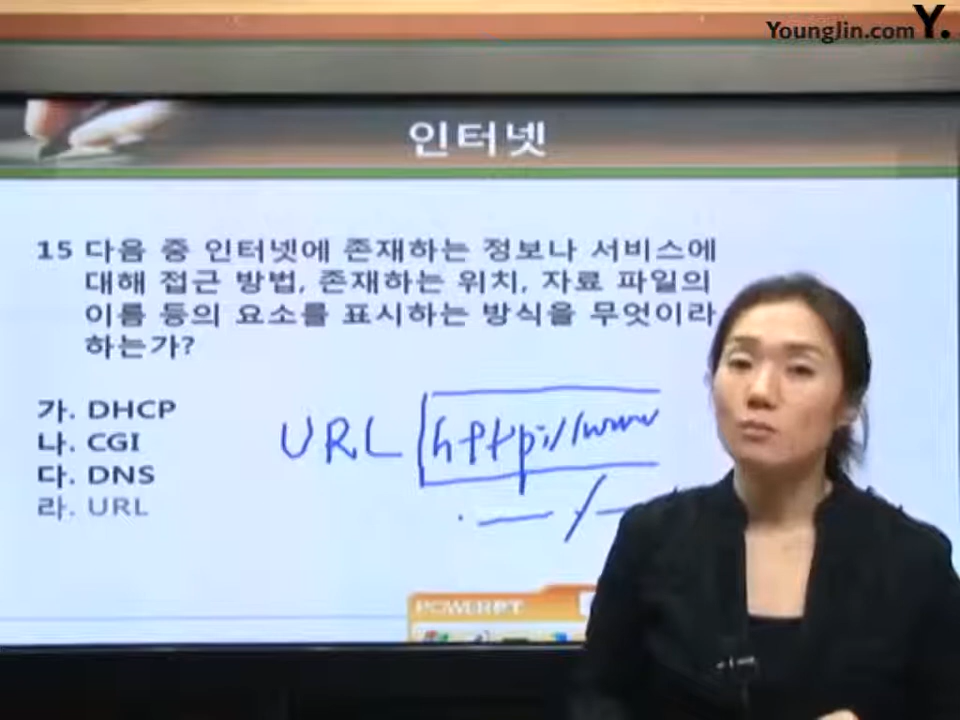 YoungJin.com Y.
인터넷
15 다음 중 인터넷에 존재하는 정보나 서비스에
대해 접근 방법, 존재하는 위치, 자료 파일의
이름 등의 요소를 표시하는 방식을 무엇이라
하는가?
가. DHCP
나. CGI
다. DNS
라. URL
URL http://www
POWERPT